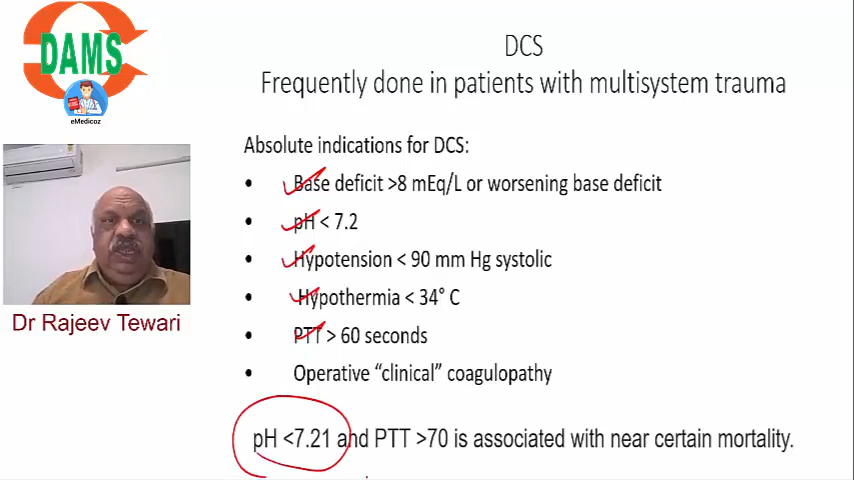 DAMS
eMedicoz
DCS
Frequently done in patients with multisystem trauma
Absolute indications for DCS:
• Base deficit >8 mEq/L or worsening base deficit
• pH < 7.2
• Hypotension < 90 mm Hg systolic
• Hypothermia < 34° C
• PTT > 60 seconds
• Operative “clinical” coagulopathy
pH <7.21 and PTT >70 is associated with near certain mortality.
Dr Rajeev Tewari